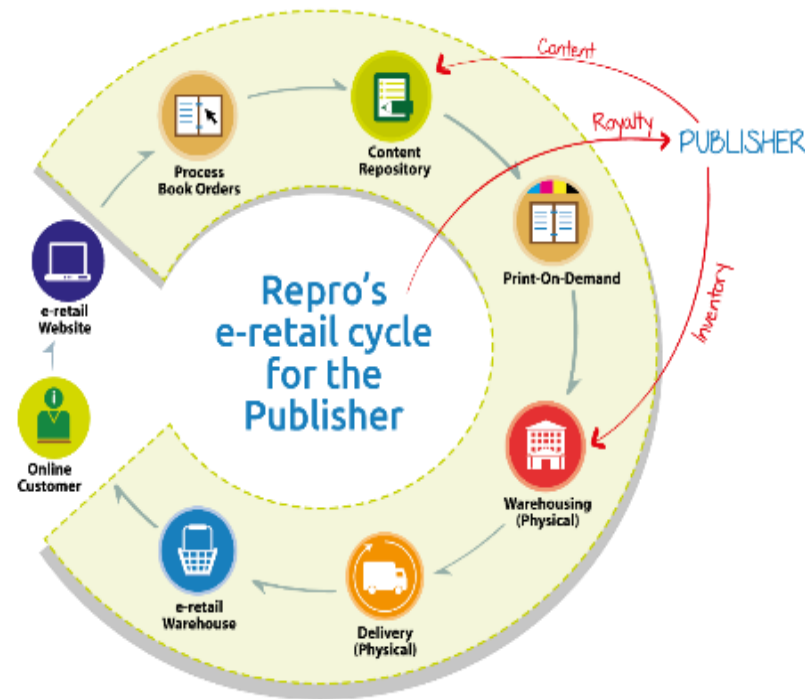 Content
Royalty
PUBLISHER
Inventory
Process
Book Orders
Content
Repository
Print-On-Demand
e-retail
Website
Repro's
e-retail cycle
for the
Publisher
Online
Customer
Warehousing
(Physical)
e-retail
Warehouse
Delivery
(Physical)